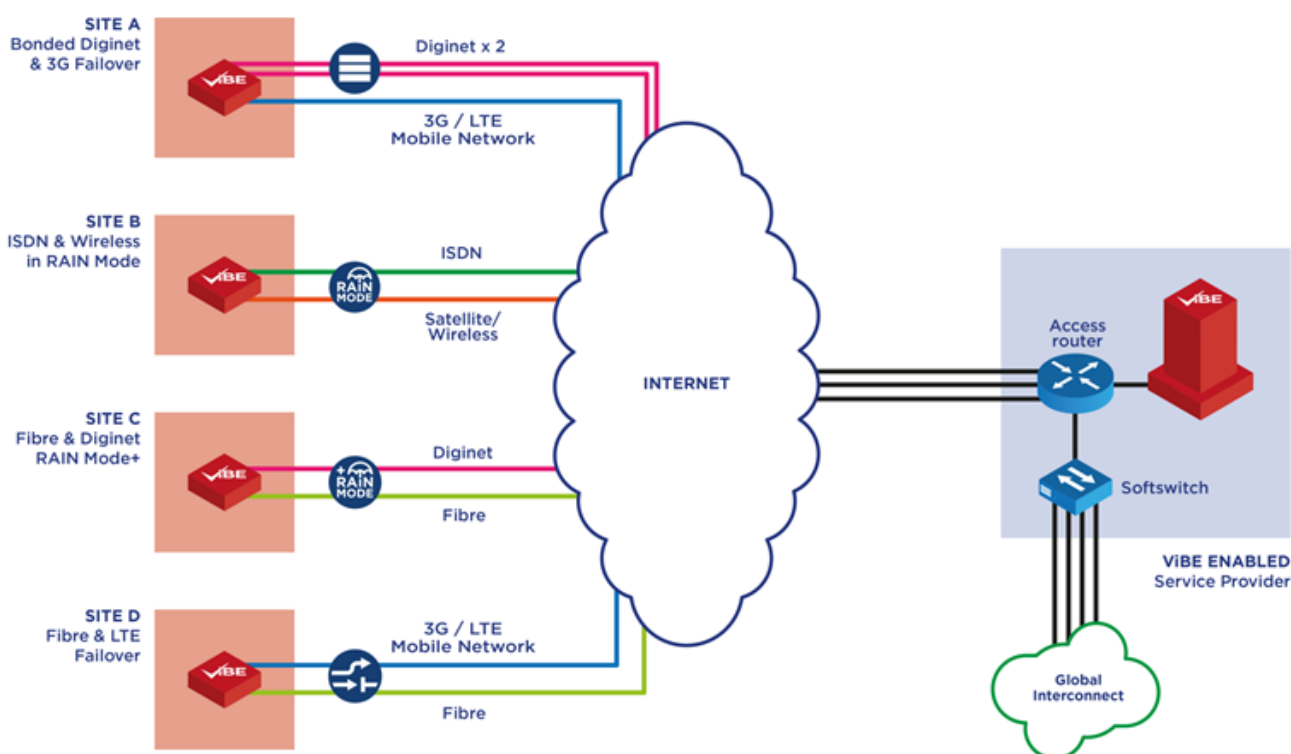 SITE A
Bonded Diginet
& 3G Failover
ViBE
Diginet x 2
3G / LTE
Mobile Network
SITE B
ISDN & Wireless
in RAIN Mode
ViBE
RAiN
MODE
ISDN
Satellite/
Wireless
SITE C
Fibre & Diginet
RAIN Mode+
ViBE
+
RAiN
MODE
Diginet
Fibre
SITE D
Fibre & LTE
Failover
ViBE
3G / LTE
Mobile Network
Fibre
INTERNET
Access
router
ViBE
Softswitch
ViBE ENABLED
Service Provider
Global
Interconnect